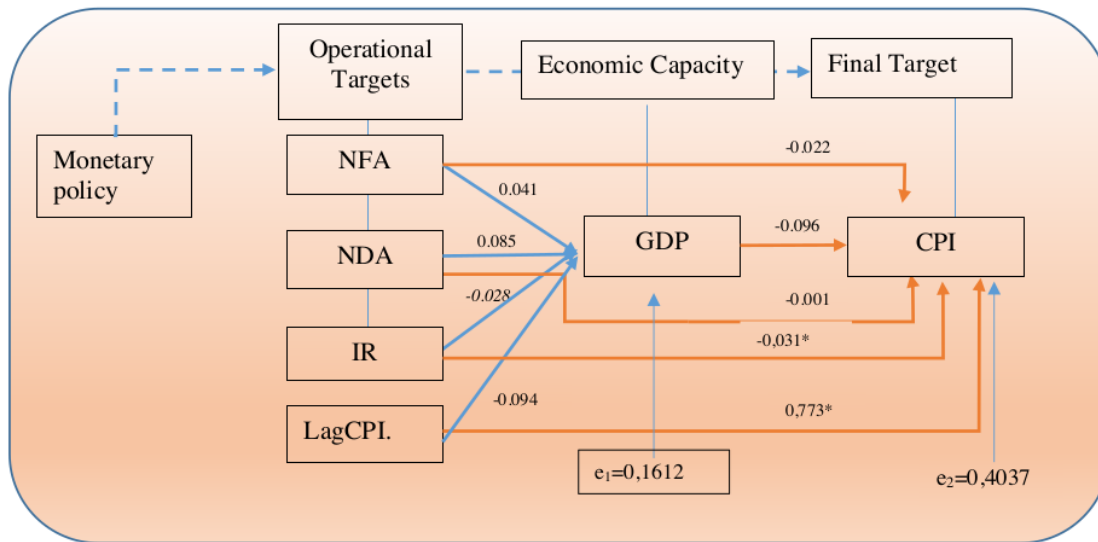 Operational
Targets
Economic Capacity
Final Target
Monetary
policy
NFA
-0.022
0.041
NDA
0.085
GDP
-0.096
CPI
-0.028
-0.001
IR
-0,031*
-0.094
LagCPI.
0,773*
e₁=0,1612
e₂=0,4037